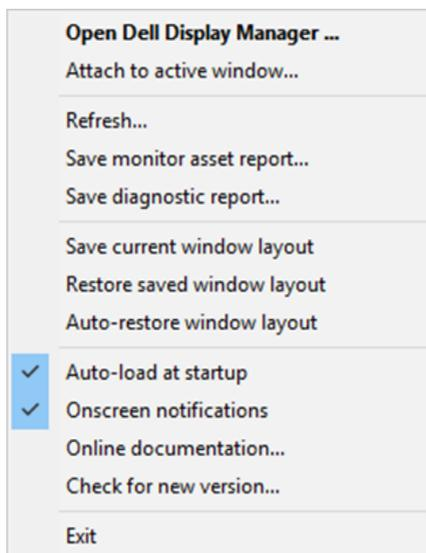 Open Dell Display Manager ...
Attach to active window...
Refresh...
Save monitor asset report...
Save diagnostic report...
Save current window layout
Restore saved window layout
Auto-restore window layout
Auto-load at startup
Onscreen notifications
Online documentation...
Check for new version...
Exit